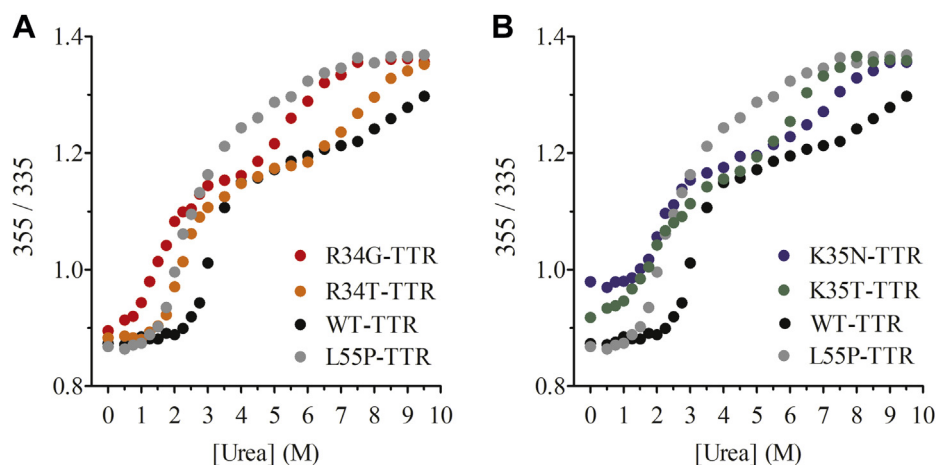 A
1.4
1.2
1.0
0.8
355 / 335
0 1 2 3 4 5 6 7 8 9 10
[Urea] (M)
R34G-TTR
R34T-TTR
WT-TTR
L55P-TTR
B
1.4
1.2
1.0
0.8
355 / 335
0 1 2 3 4 5 6 7 8 9 10
[Urea] (M)
K35N-TTR
K35T-TTR
WT-TTR
L55P-TTR